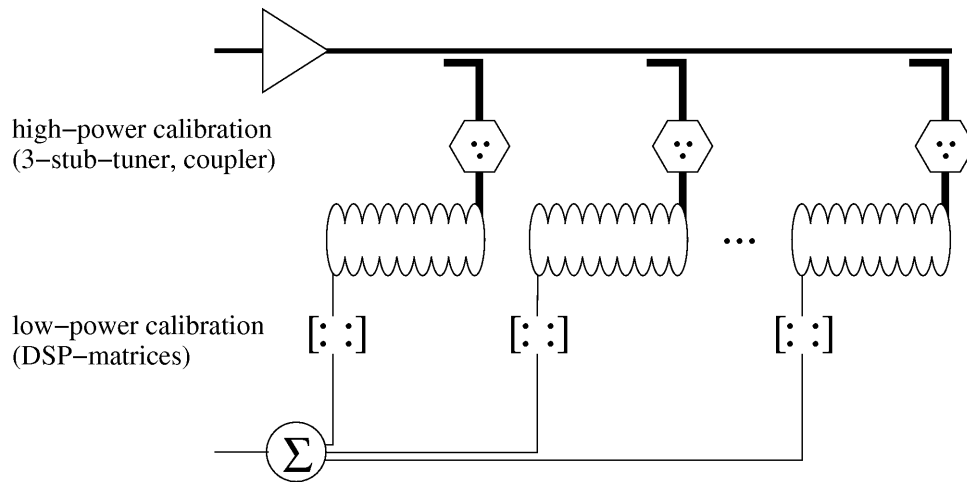 high−power calibration
(3−stub−tuner, coupler)
...
low−power calibration
(DSP−matrices)
Σ